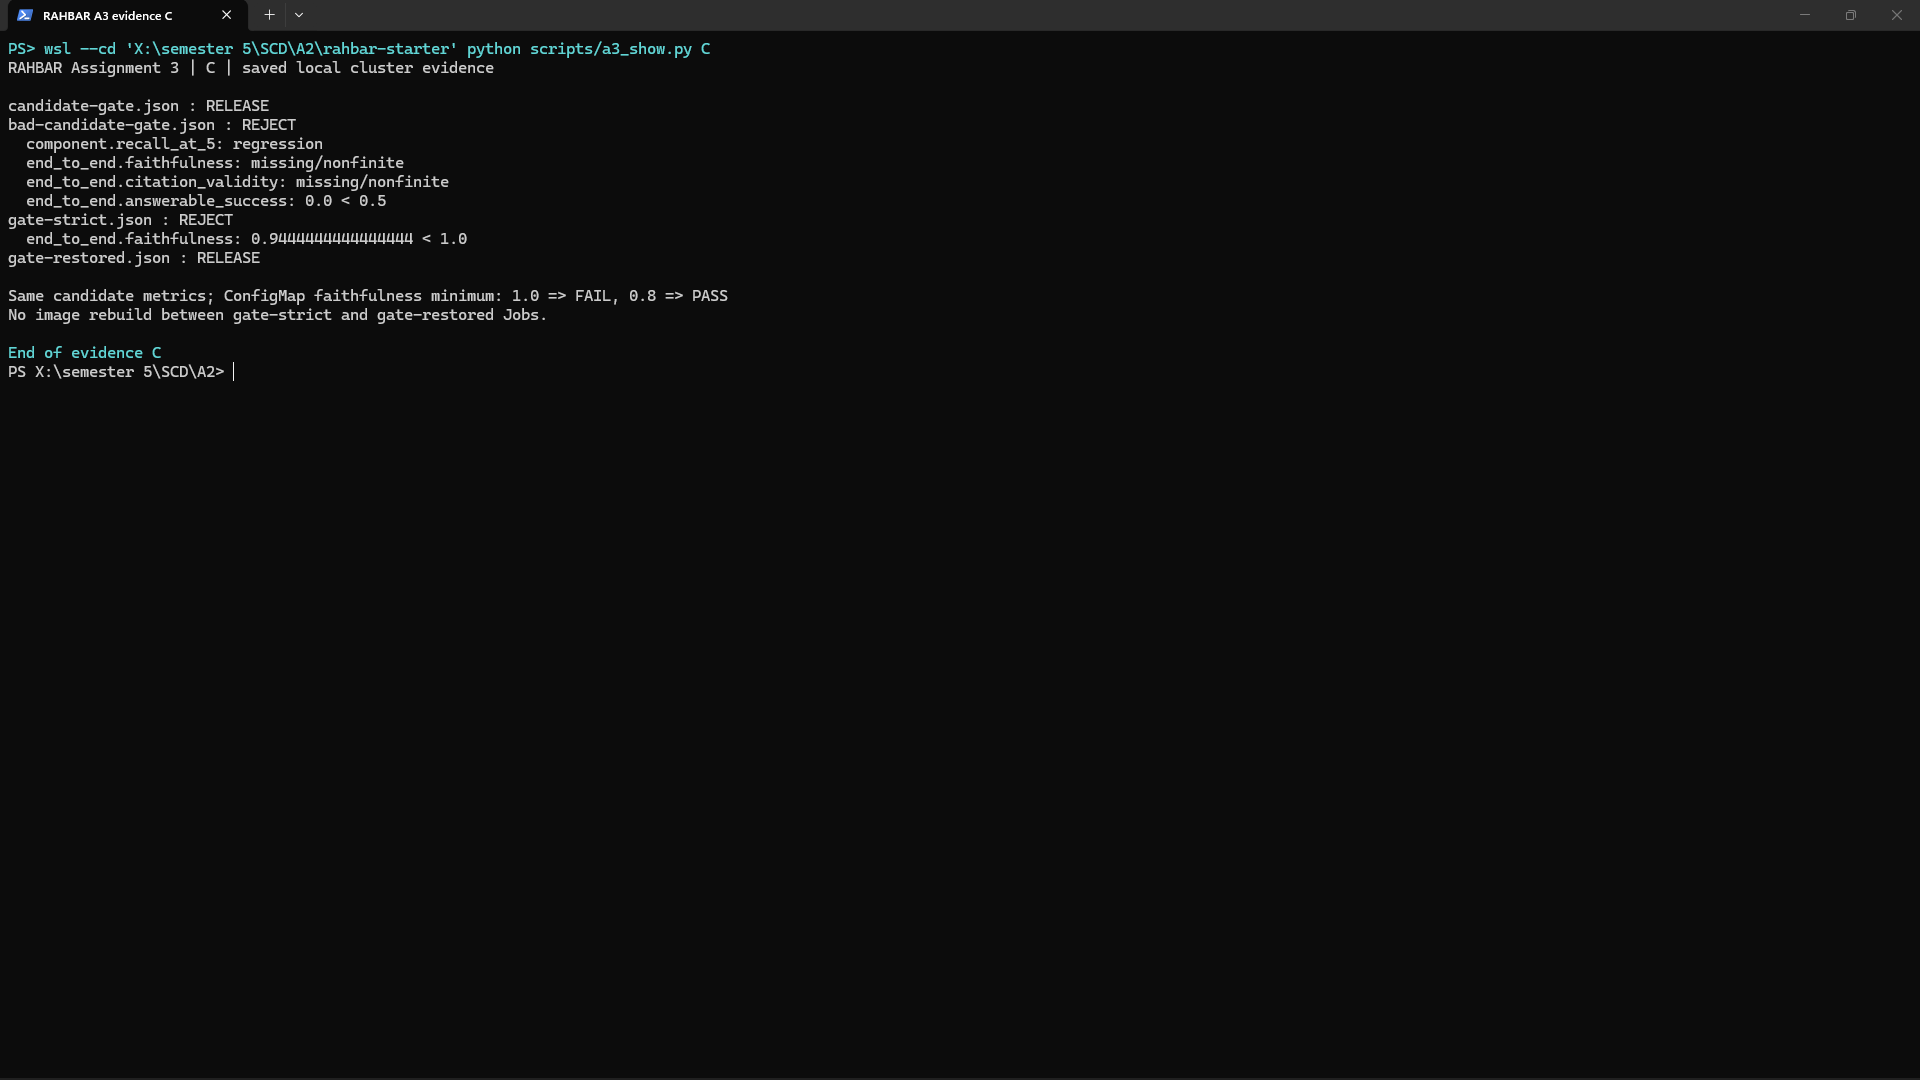 RAHBAR A3 evidence C
PS> wsl --cd 'X:\semester 5\SCD\A2\rahbar-starter' python scripts/a3_show.py C
RAHBAR Assignment 3 | C | saved local cluster evidence
candidate-gate.json : RELEASE
bad-candidate-gate.json : REJECT
component.recall_at_5: regression
end_to_end.faithfulness: missing/nonfinite
end_to_end.citation_validity: missing/nonfinite
end_to_end.answerable_success: 0.0 < 0.5
gate-strict.json : REJECT
end_to_end.faithfulness: 0.9444444444444444 < 1.0
gate-restored.json : RELEASE
Same candidate metrics; ConfigMap faithfulness minimum: 1.0 => FAIL, 0.8 => PASS
No image rebuild between gate-strict and gate-restored Jobs.
End of evidence C
PS X:\semester 5\SCD\A2>